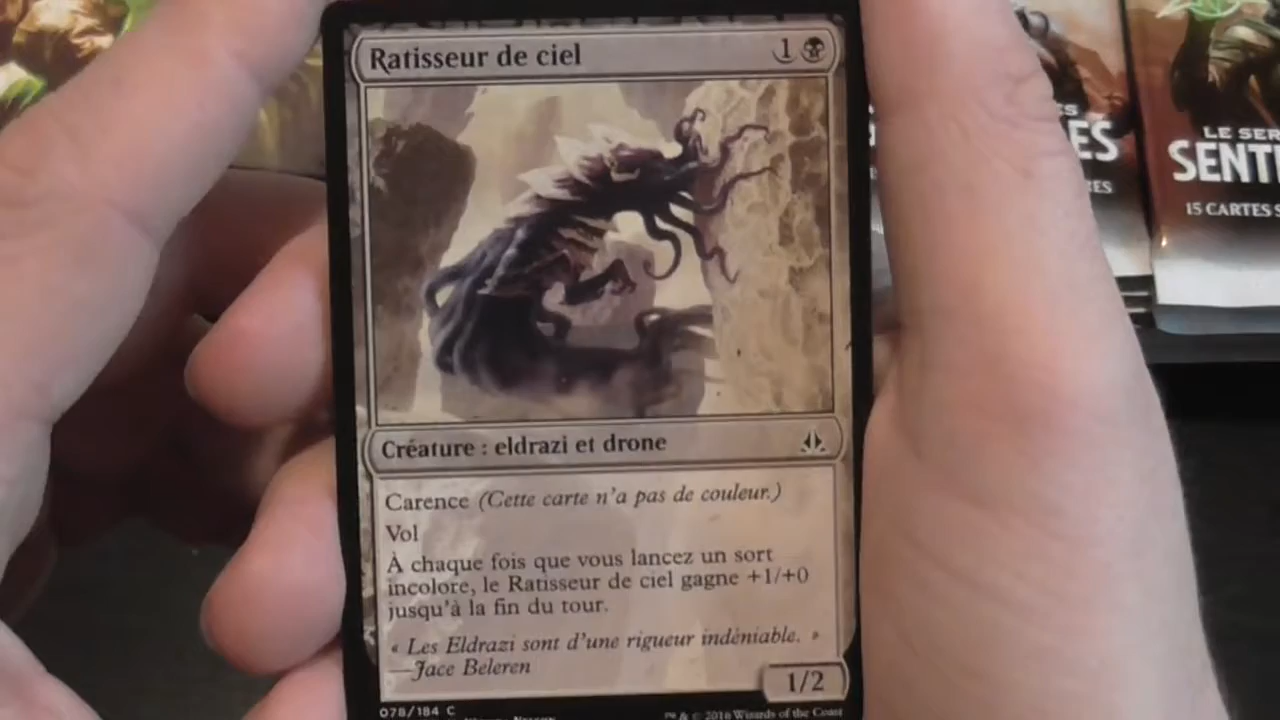 Ratisseur de ciel
1
Créature : eldrazi et drone
Carence (Cette carte n'a pas de couleur.)
Vol
À chaque fois que vous lancez un sort
incolore, le Ratisseur de ciel gagne +1/+0
jusqu'à la fin du tour.
« Les Eldrazi sont d'une rigueur indéniable. »
—Jace Beleren
1/2
078/184 C
™ & © 2016 Wizards of the Coast
ES
RES
LE SER
SENTI
15 CARTES S